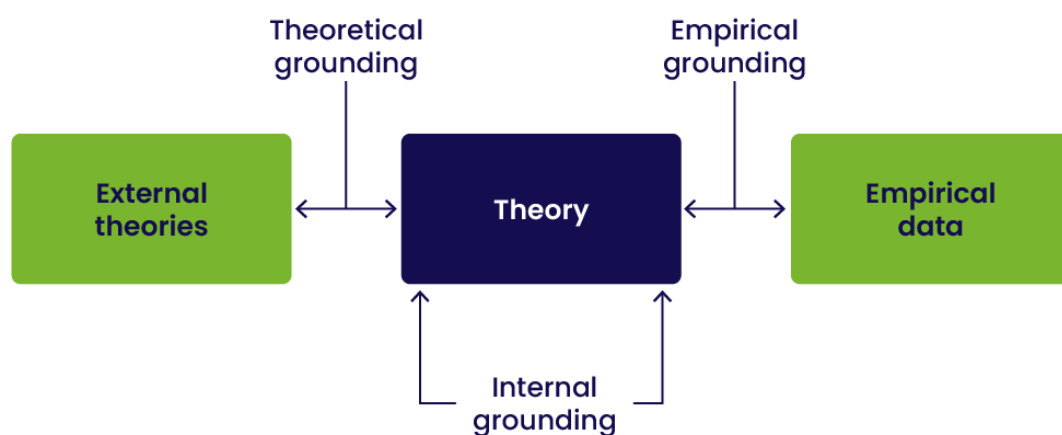 Theoretical
grounding
Empirical
grounding
External
theories
Theory
Empirical
data
Internal
grounding